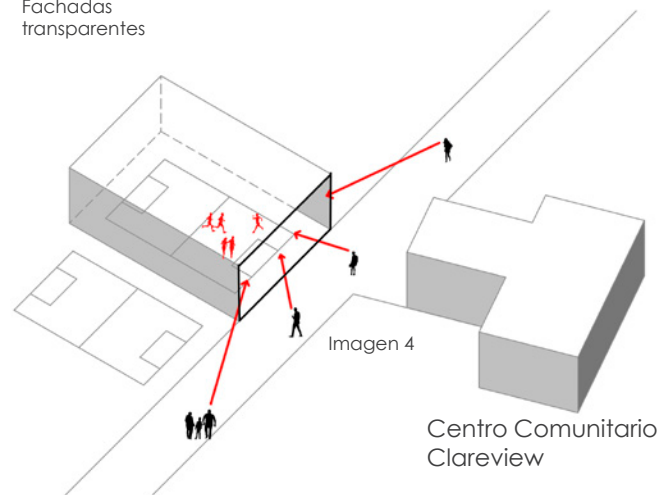 Fachadas
transparentes
Imagen 4
Centro Comunitario
Clareview